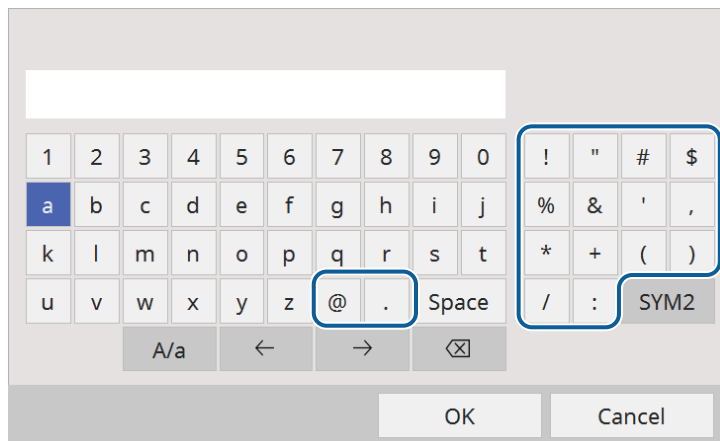 1 2 3 4 5 6 7 8 9 0 ! " # $
a b c d e f g h i j % & ' ,
k l m n o p q r s t * + ( )
u v w x y z @ . Space / : SYM2
A/a ← → ⌫
OK Cancel